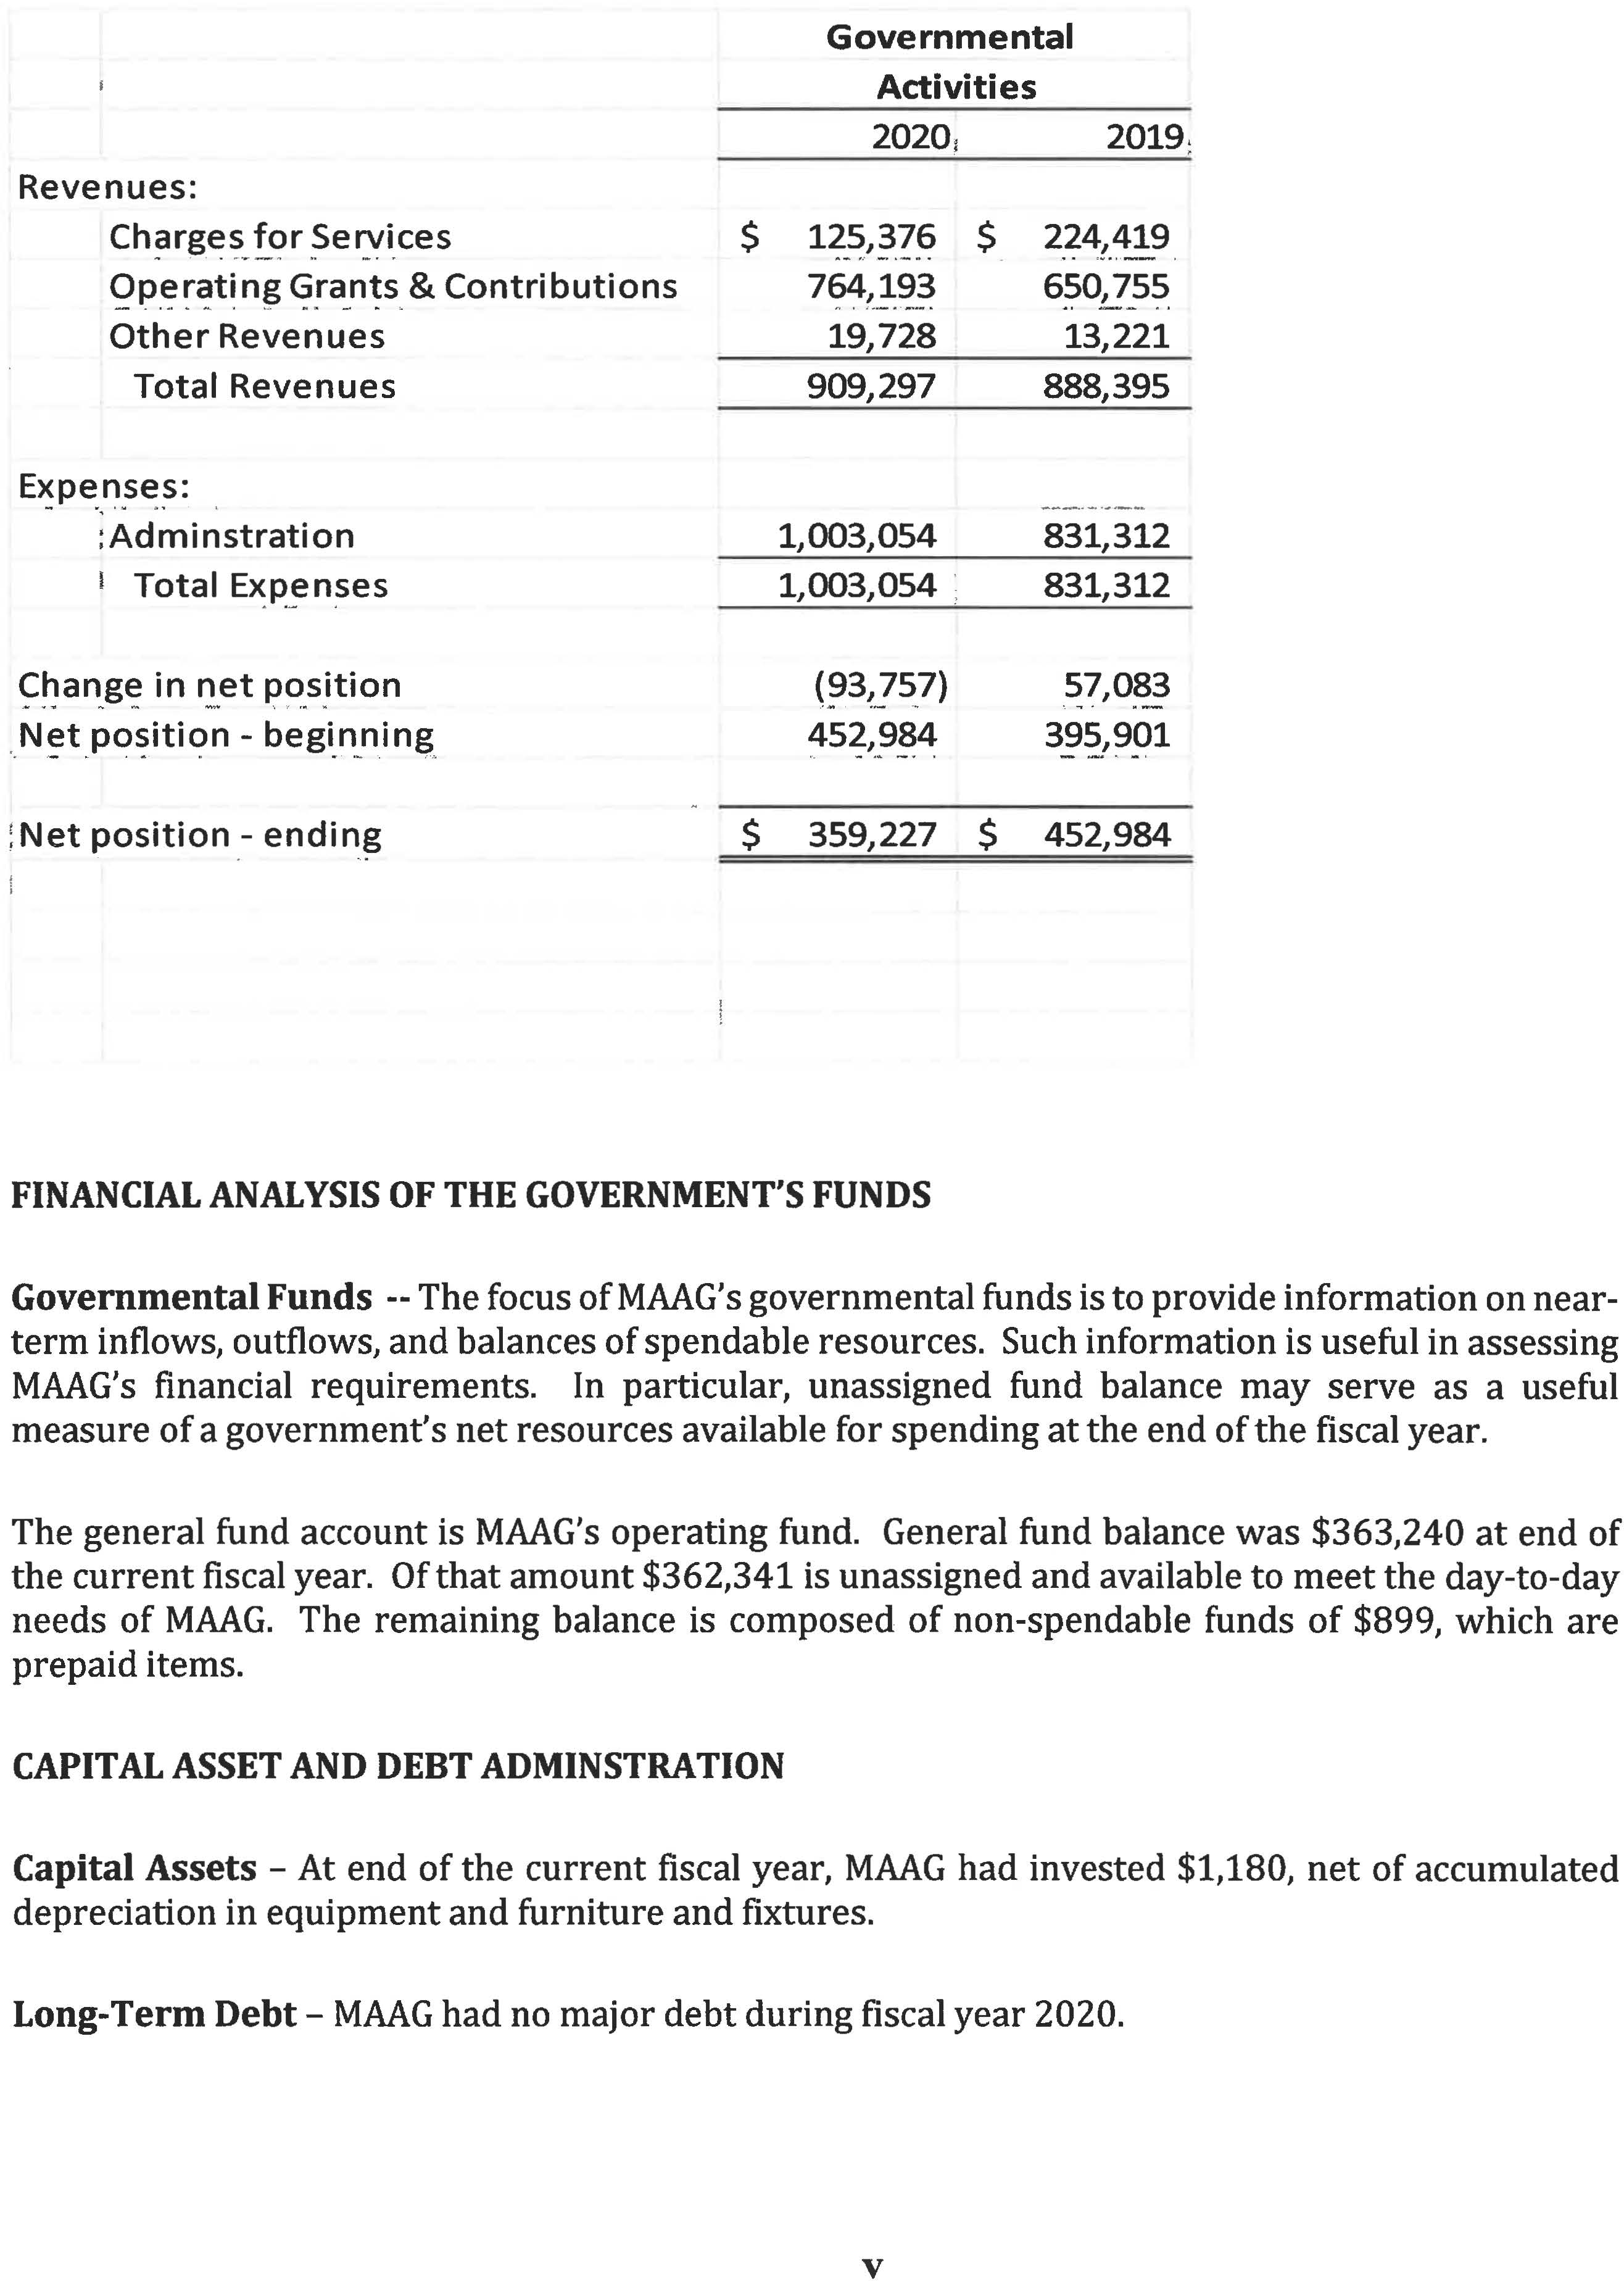 Governmental
Activities
2020 2019
Revenues:
Charges for Services $ 125,376 $ 224,419
Operating Grants & Contributions 764,193 650,755
Other Revenues 19,728 13,221
Total Revenues 909,297 888,395
Expenses:
Adminstration 1,003,054 831,312
Total Expenses 1,003,054 831,312
Change in net position (93,757) 57,083
Net position - beginning 452,984 395,901
Net position - ending $ 359,227 $ 452,984
FINANCIAL ANALYSIS OF THE GOVERNMENT'S FUNDS
Governmental Funds -- The focus of MAAG's governmental funds is to provide information on near-
term inflows, outflows, and balances of spendable resources. Such information is useful in assessing
MAAG's financial requirements. In particular, unassigned fund balance may serve as a useful
measure of a government's net resources available for spending at the end of the fiscal year.
The general fund account is MAAG's operating fund. General fund balance was $363,240 at end of
the current fiscal year. Of that amount $362,341 is unassigned and available to meet the day-to-day
needs of MAAG. The remaining balance is composed of non-spendable funds of $899, which are
prepaid items.
CAPITAL ASSET AND DEBT ADMINSTRATION
Capital Assets – At end of the current fiscal year, MAAG had invested $1,180, net of accumulated
depreciation in equipment and furniture and fixtures.
Long-Term Debt – MAAG had no major debt during fiscal year 2020.
v